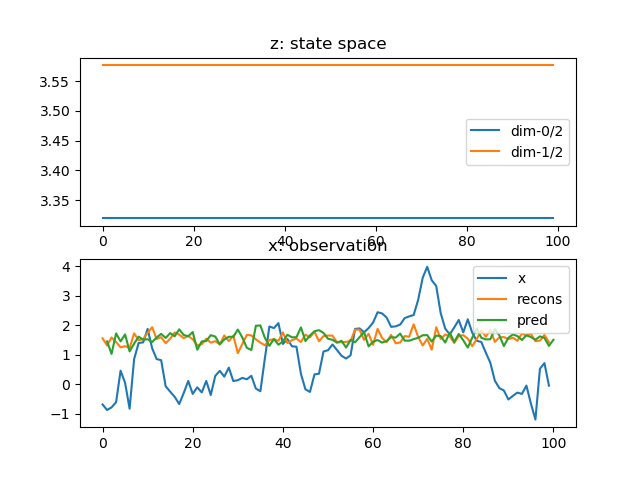 z: state space
3.55
3.50
3.45
3.40
3.35
dim-0/2
dim-1/2
0 20 40 60 80 100
x: observation
4
3
2
1
0
−1
x
recons
pred
0 20 40 60 80 100